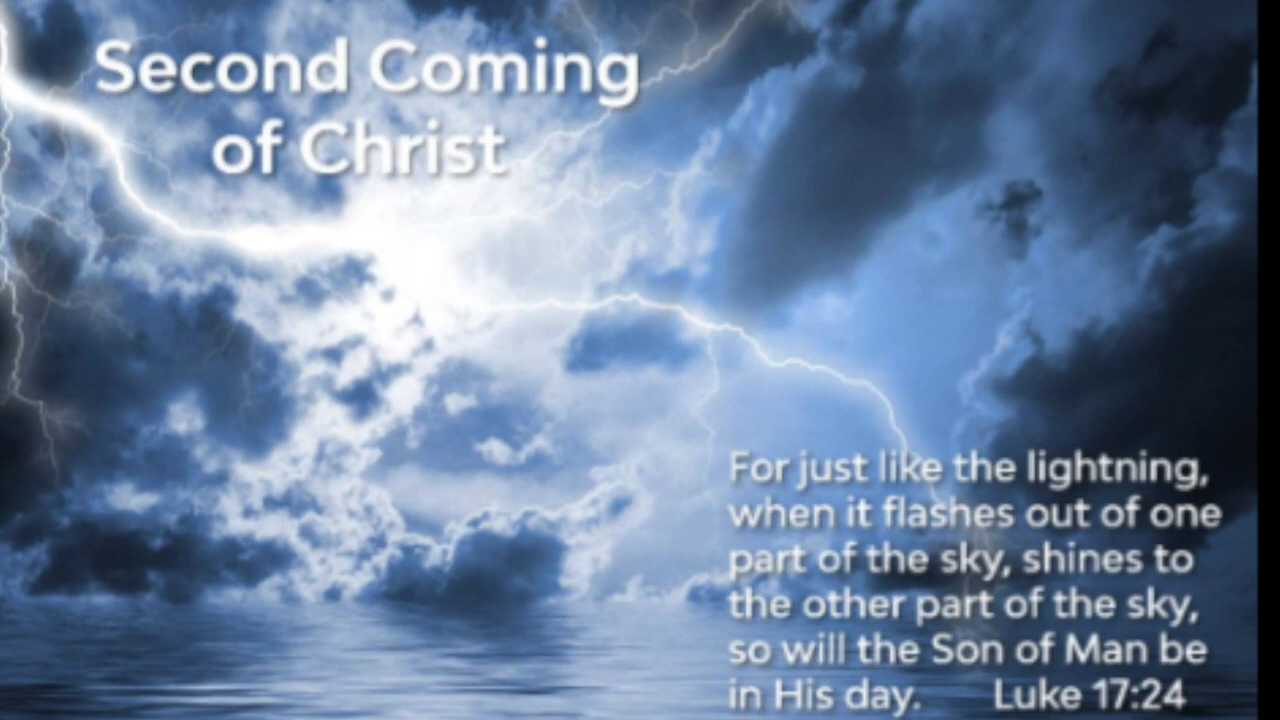 Second Coming
of Christ
For just like the lightning,
when it flashes out of one
part of the sky, shines to
the other part of the sky,
so will the Son of Man be
in His day. Luke 17:24